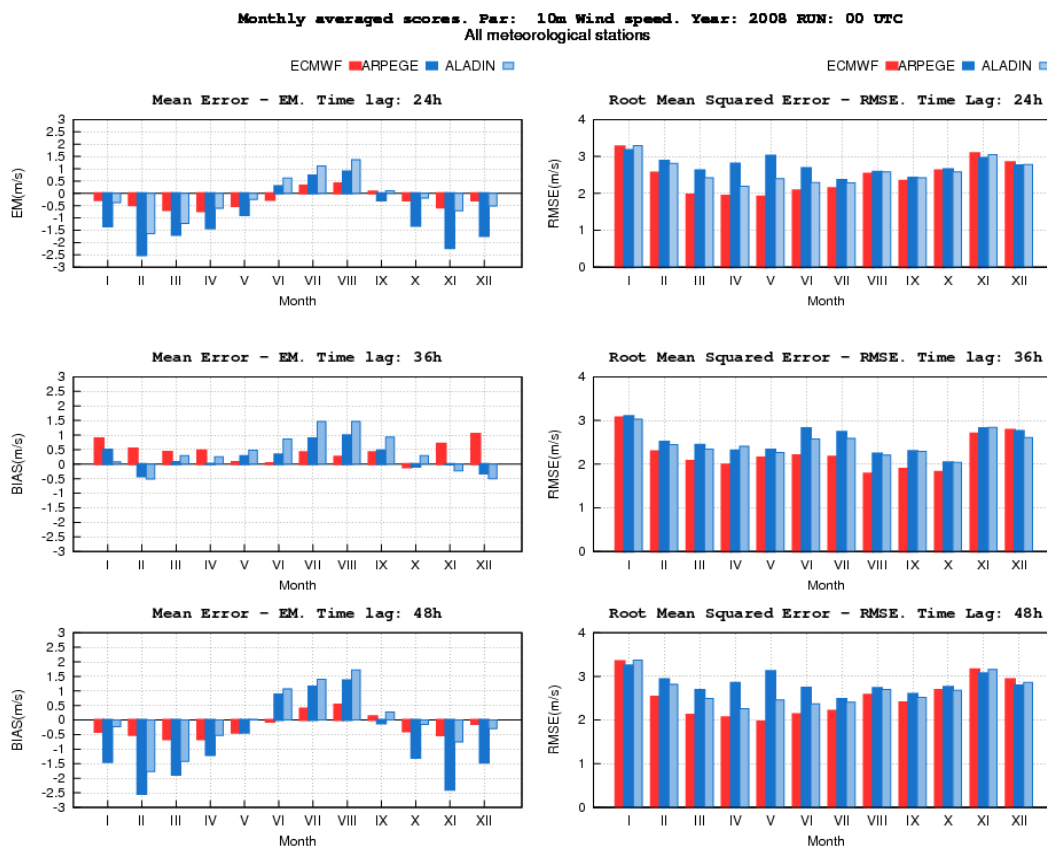 Monthly averaged scores. Par: 10m Wind speed. Year: 2008 RUN: 00 UTC
All meteorological stations
ECMWF ARPEGE ALADIN
ECMWF ARPEGE ALADIN
Mean Error - EM. Time lag: 24h
EM(m/s)
3
2.5
2
1.5
1
0.5
0
-0.5
-1
-1.5
-2
-2.5
-3
I II III IV V VI VII VIII IX X XI XII
Month
Root Mean Squared Error - RMSE. Time Lag: 24h
RMSE(m/s)
4
3
2
1
0
I II III IV V VI VII VIII IX X XI XII
Month
Mean Error - EM. Time lag: 36h
BIAS(m/s)
3
2.5
2
1.5
1
0.5
0
-0.5
-1
-1.5
-2
-2.5
-3
I II III IV V VI VII VIII IX X XI XII
Month
Root Mean Squared Error - RMSE. Time Lag: 36h
RMSE(m/s)
4
3
2
1
0
I II III IV V VI VII VIII IX X XI XII
Month
Mean Error - EM. Time lag: 48h
BIAS(m/s)
3
2.5
2
1.5
1
0.5
0
-0.5
-1
-1.5
-2
-2.5
-3
I II III IV V VI VII VIII IX X XI XII
Month
Root Mean Squared Error - RMSE. Time Lag: 48h
RMSE(m/s)
4
3
2
1
0
I II III IV V VI VII VIII IX X XI XII
Month